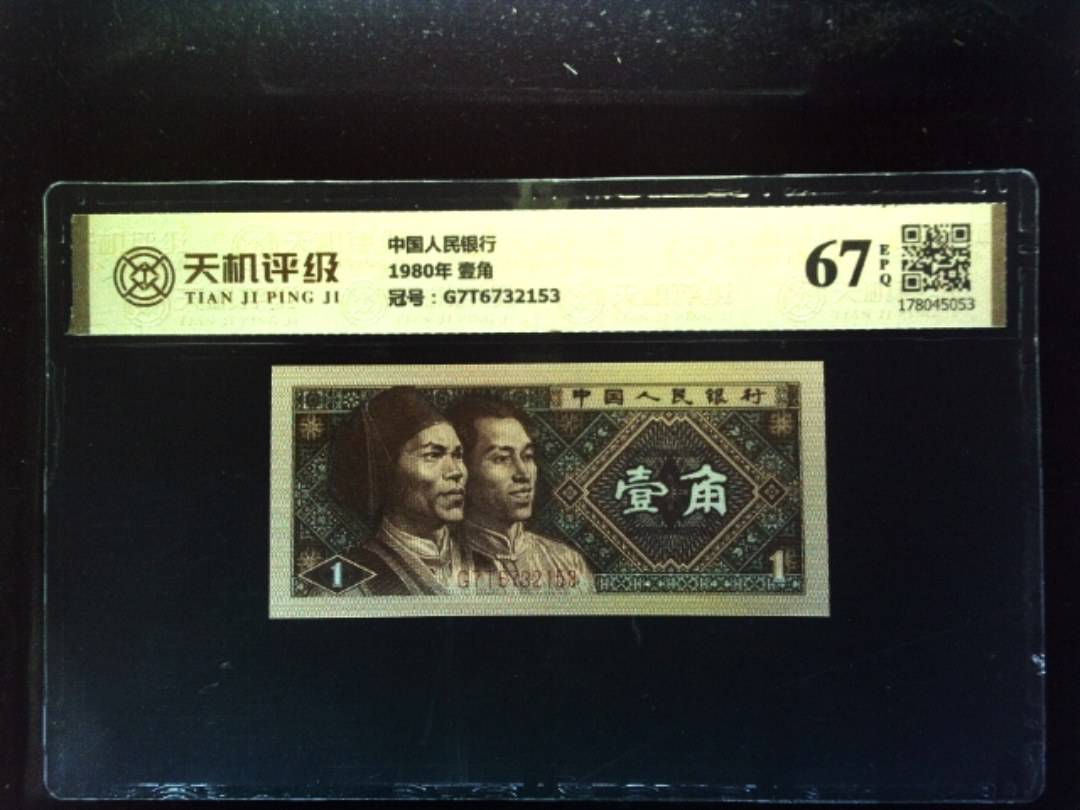 天机评级
TIAN JI PING JI
中国人民银行
1980年 壹角
冠号：G7T6732153
67
EPQ
178045053
中国人民银行
壹角
1
G7T6732153
1